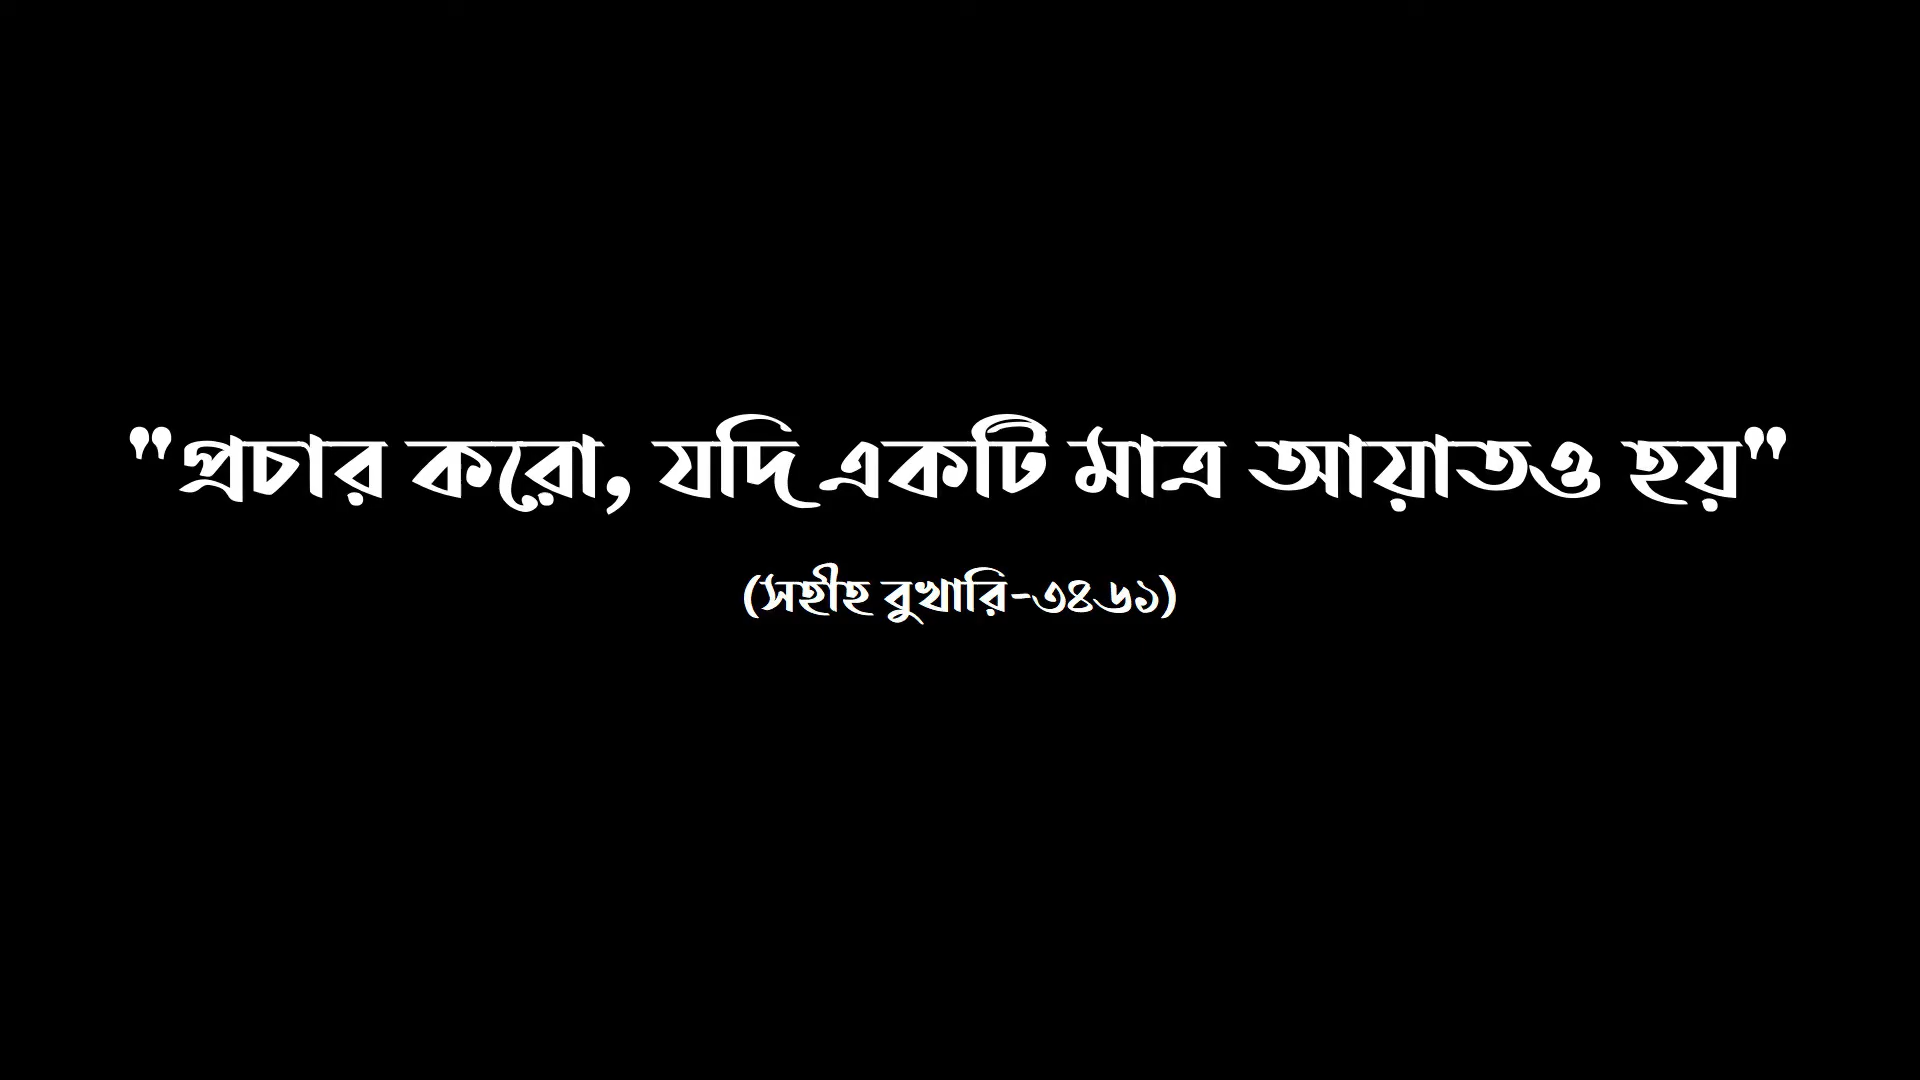 "প্রচার করো, যদি একটি মাত্র আয়াতও হয়"
(সহীহ বুখারি-৩৪৬১)